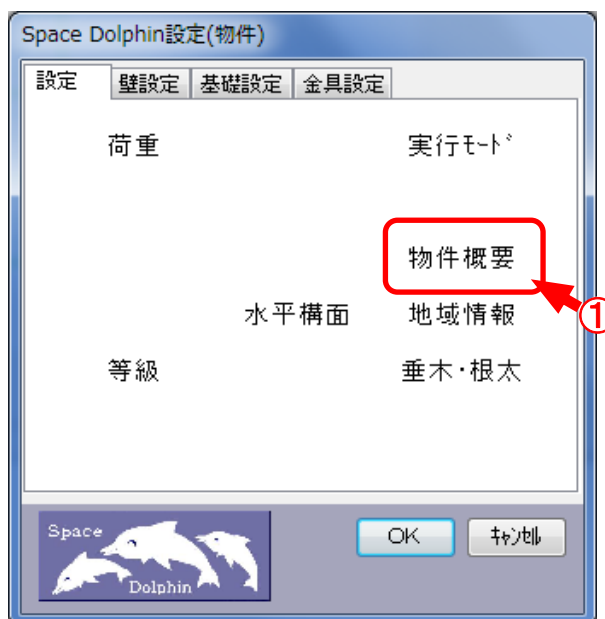 Space Dolphin設定(物件)
設定 壁設定 基礎設定 金具設定
荷重 実行ﾓｰﾄﾞ
物件概要
①
水平構面 地域情報
等級 垂木・根太
Space
Dolphin
OK ｷｬﾝｾﾙ